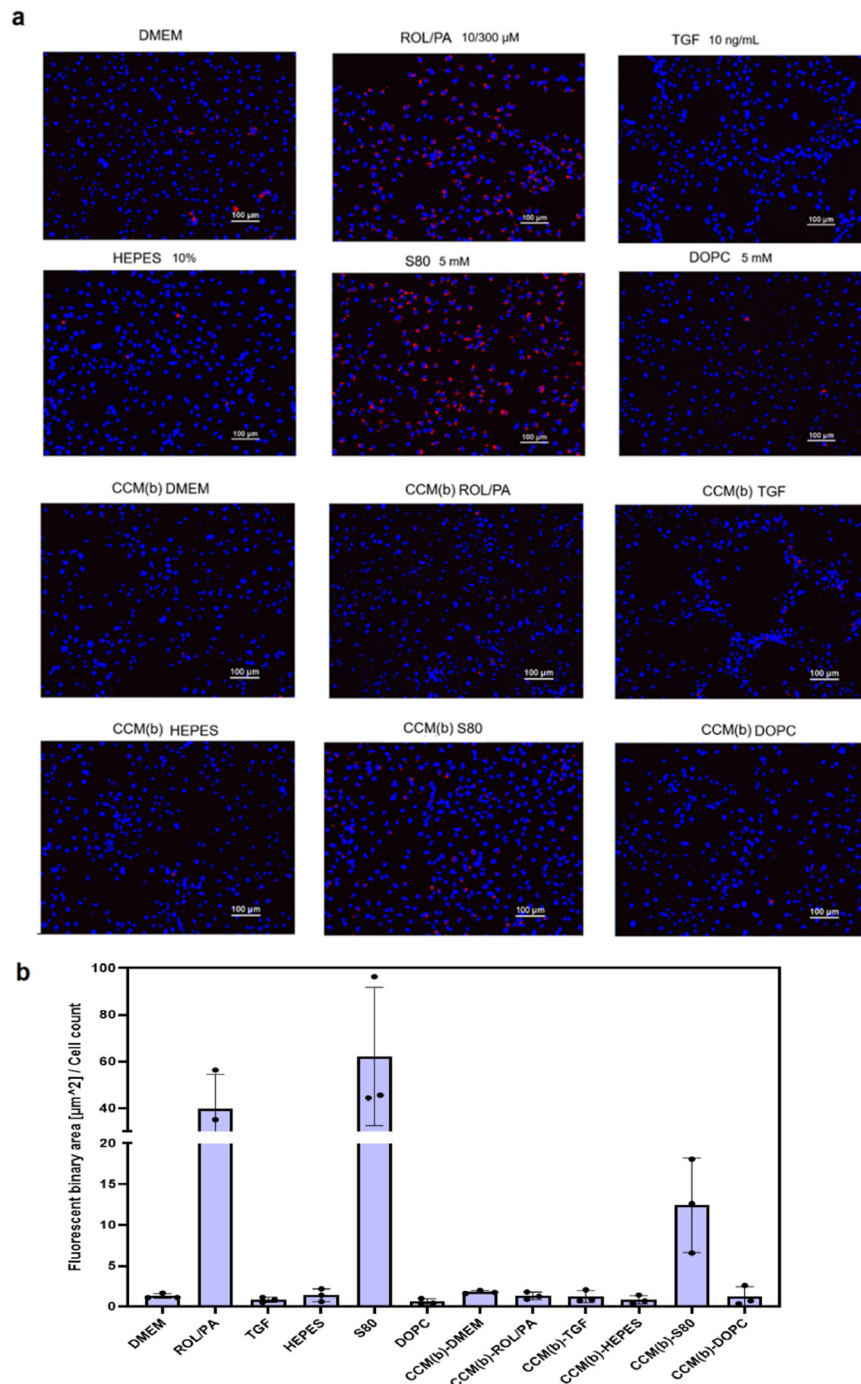 a
DMEM
ROL/PA 10/300 µM
TGF 10 ng/mL
100 µm
100 µm
100 µm
HEPES 10%
S80 5 mM
DOPC 5 mM
100 µm
100 µm
100 µm
CCM(b) DMEM
CCM(b) ROL/PA
CCM(b) TGF
100 µm
100 µm
100 µm
CCM(b) HEPES
CCM(b) S80
CCM(b) DOPC
100 µm
100 µm
100 µm
b
Fluorescent binary area [µm^2] / Cell count
100
80
60
40
20
15
10
5
0
DMEM
ROL/PA
TGF
HEPES
S80
DOPC
CCM(b)-DMEM
CCM(b)-ROL/PA
CCM(b)-TGF
CCM(b)-HEPES
CCM(b)-S80
CCM(b)-DOPC